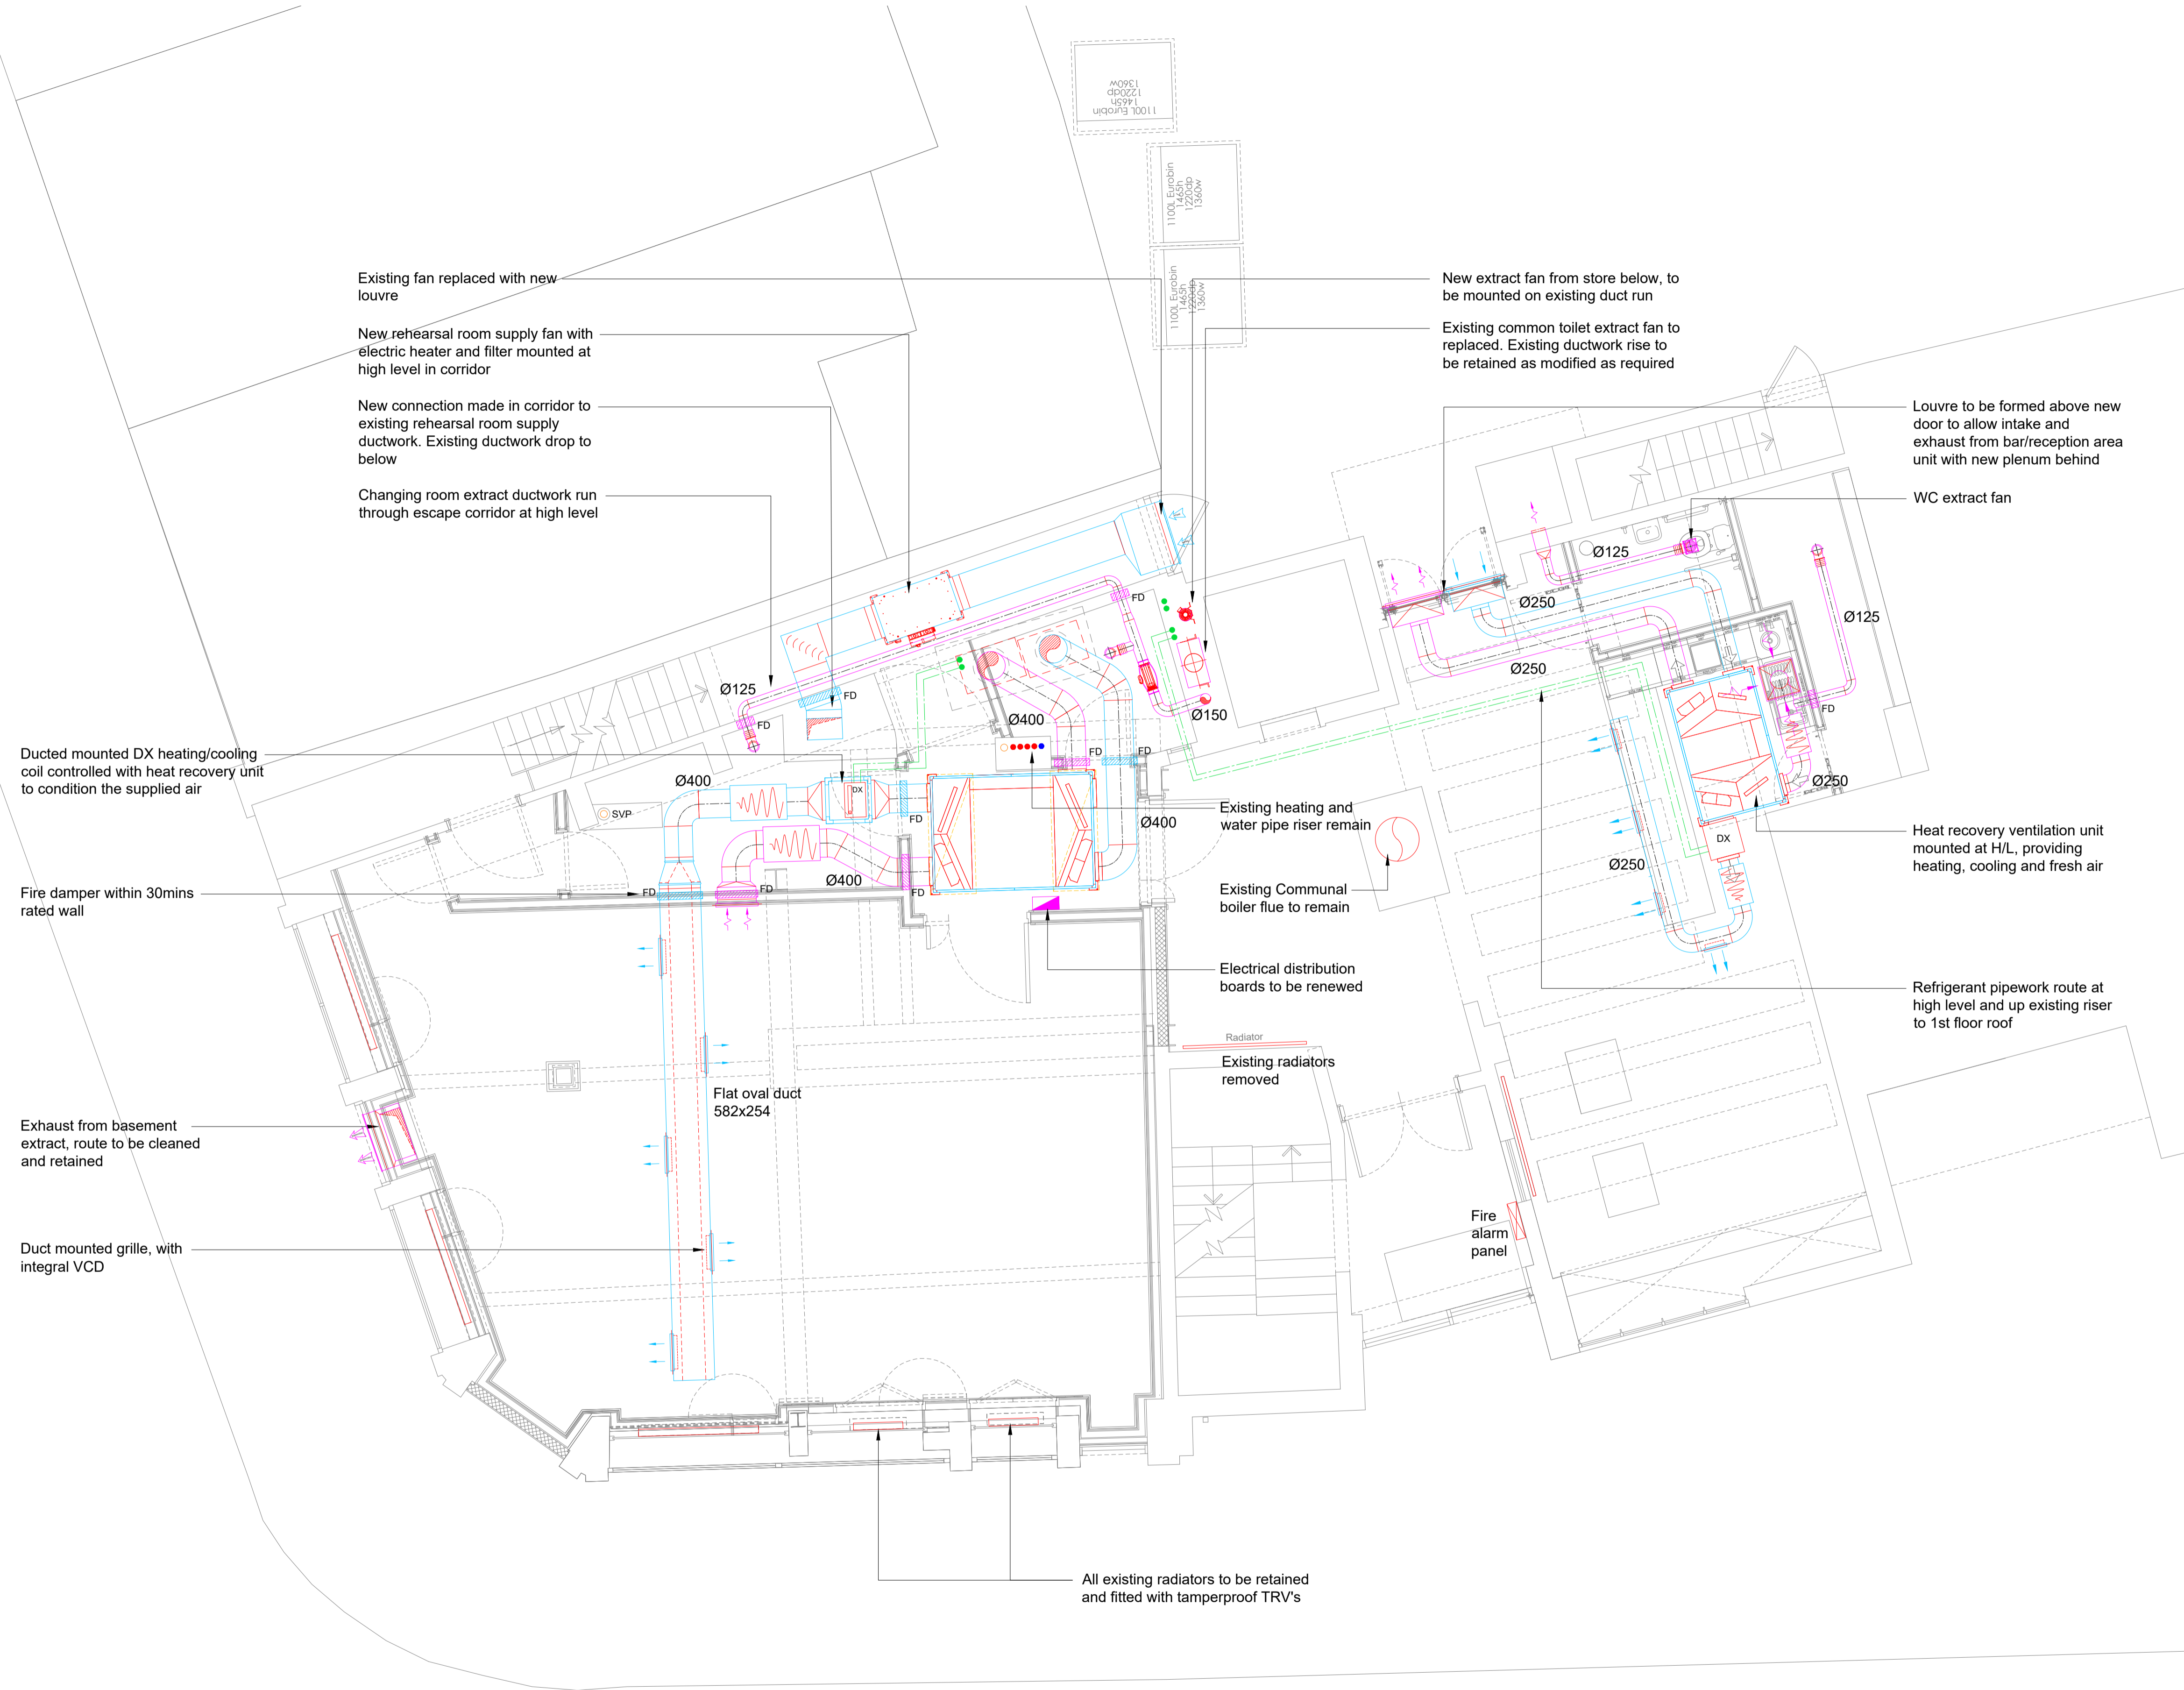 1100L Eurobin
1465h
1220dp
1360w
1100L Eurobin
1465h
1220dp
1360w
1100L Eurobin
1465h
1220dp
1360w
Existing fan replaced with new
louvre
New rehearsal room supply fan with
electric heater and filter mounted at
high level in corridor
New connection made in corridor to
existing rehearsal room supply
ductwork. Existing ductwork drop to
below
Changing room extract ductwork run
through escape corridor at high level
New extract fan from store below, to
be mounted on existing duct run
Existing common toilet extract fan to
replaced. Existing ductwork rise to
be retained as modified as required
Louvre to be formed above new
door to allow intake and
exhaust from bar/reception area
unit with new plenum behind
WC extract fan
Ø125
Ø250
Ø125
Ø250
FD
FD
Ø125
FD
Ø150
FD
Ø400
Ducted mounted DX heating/cooling
coil controlled with heat recovery unit
to condition the supplied air
FD
FD
Ø400
DX
Ø250
SVP
FD
Existing heating and
water pipe riser remain
Ø400
Heat recovery ventilation unit
mounted at H/L, providing
heating, cooling and fresh air
DX
Ø250
Ø400
Fire damper within 30mins
rated wall
FD
FD
FD
Existing Communal
boiler flue to remain
Electrical distribution
boards to be renewed
Refrigerant pipework route at
high level and up existing riser
to 1st floor roof
Radiator
Existing radiators
removed
Flat oval duct
582x254
Exhaust from basement
extract, route to be cleaned
and retained
Fire
alarm
panel
Duct mounted grille, with
integral VCD
All existing radiators to be retained
and fitted with tamperproof TRV's